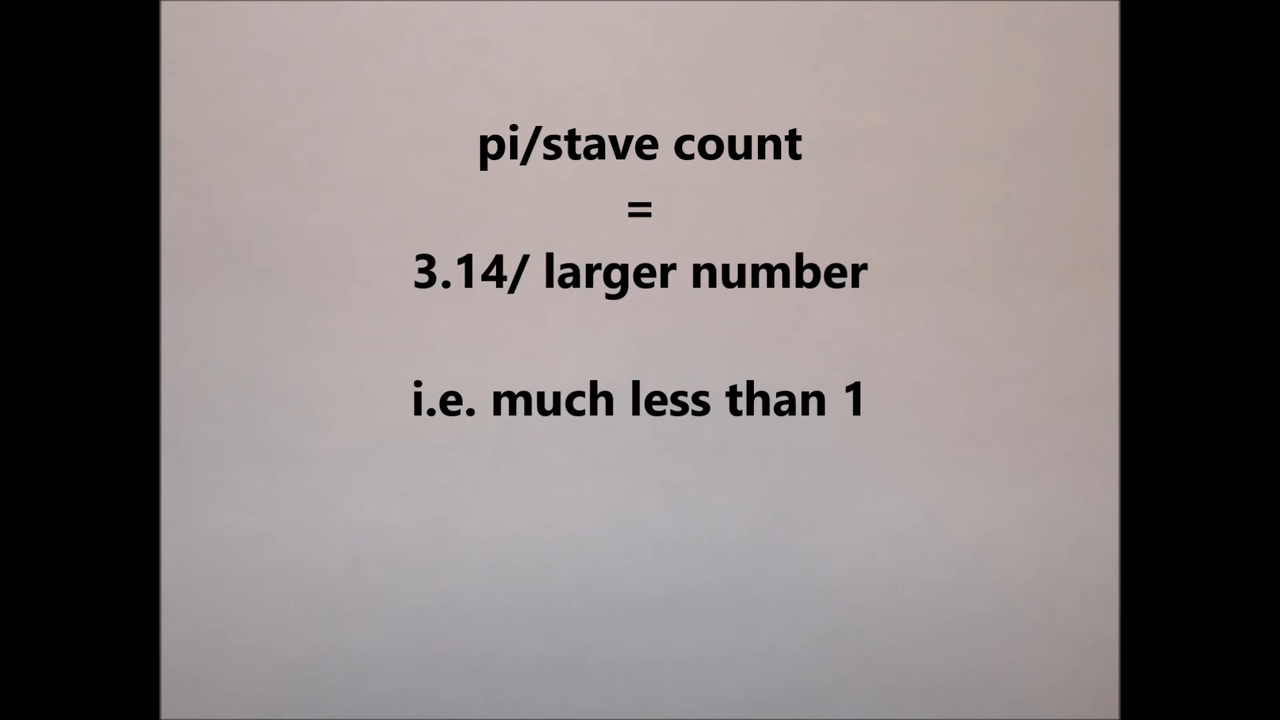 pi/stave count
=
3.14/ larger number
i.e. much less than 1